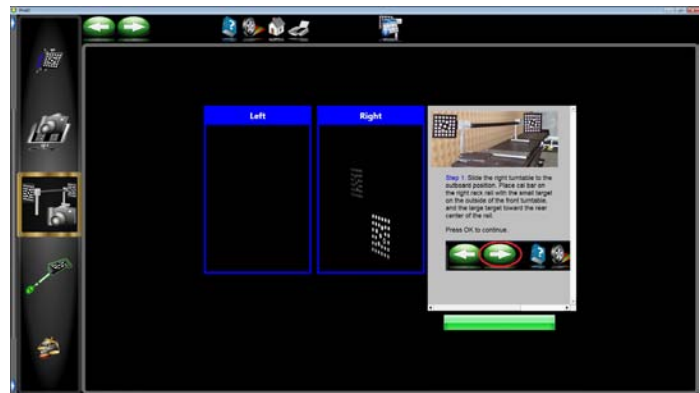 Left
Right
Step 1: Slide the right turntable to the
outboard position. Place cal bar on
the right rack rail with the small target
on the outside of the front turntable,
and the large target toward the rear
center of the rail.
Press OK to continue.